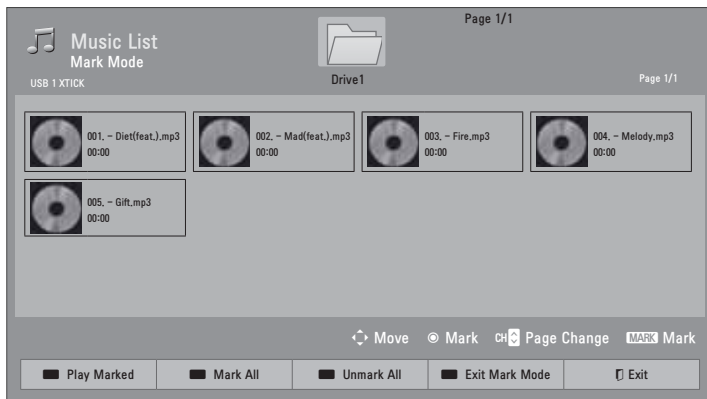 Page 1/1
Music List
Mark Mode
USB 1 XTICK
Drive1
Page 1/1
001. - Diet(feat.).mp3
00:00
002. - Mad(feat.).mp3
00:00
003. - Fire.mp3
00:00
004. - Melody.mp3
00:00
005. - Gift.mp3
00:00
Move Mark CH Page Change MARK Mark
Play Marked Mark All Unmark All Exit Mark Mode Exit